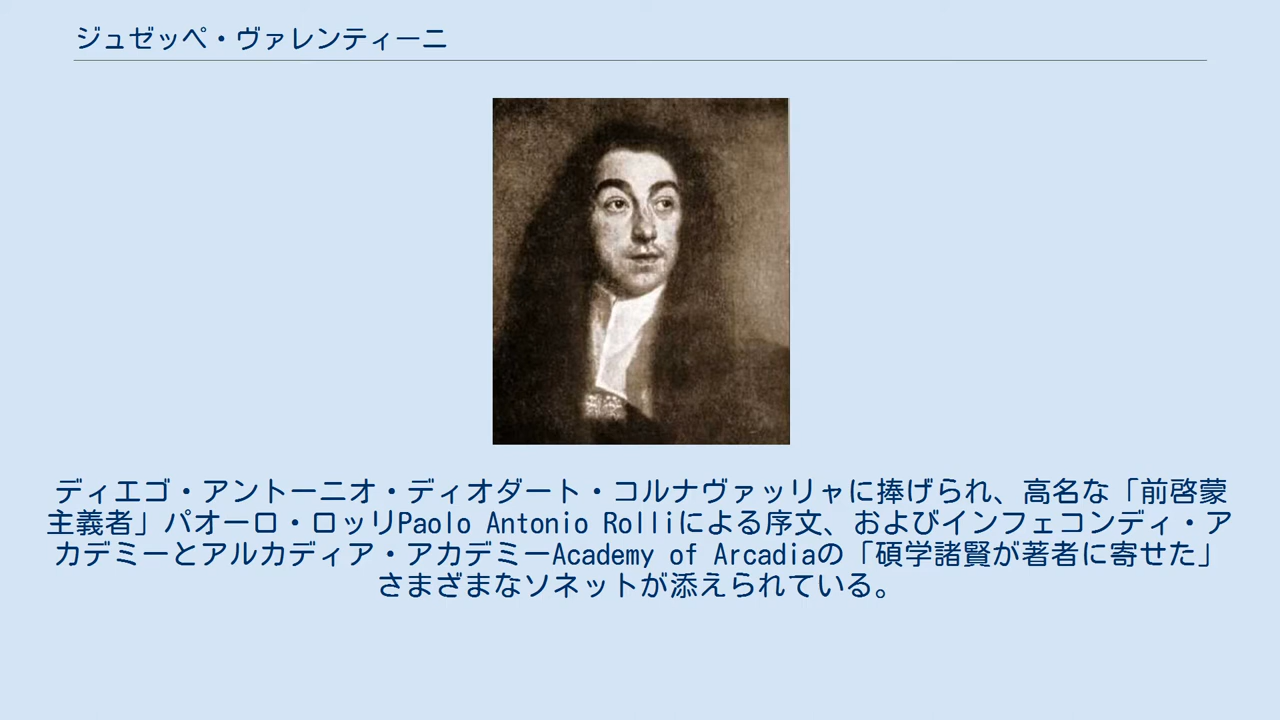 ジュゼッペ・ヴァレンティーニ
ディエゴ・アントーニオ・ディオダート・コルナヴァッリャに捧げられ、高名な「前啓蒙
主義者」パオーロ・ロッリPaolo Antonio Rolliによる序文、およびインフェコンディ・ア
カデミーとアルカディア・アカデミーAcademy of Arcadiaの「碩学諸賢が著者に寄せた」
さまざまなソネットが添えられている。